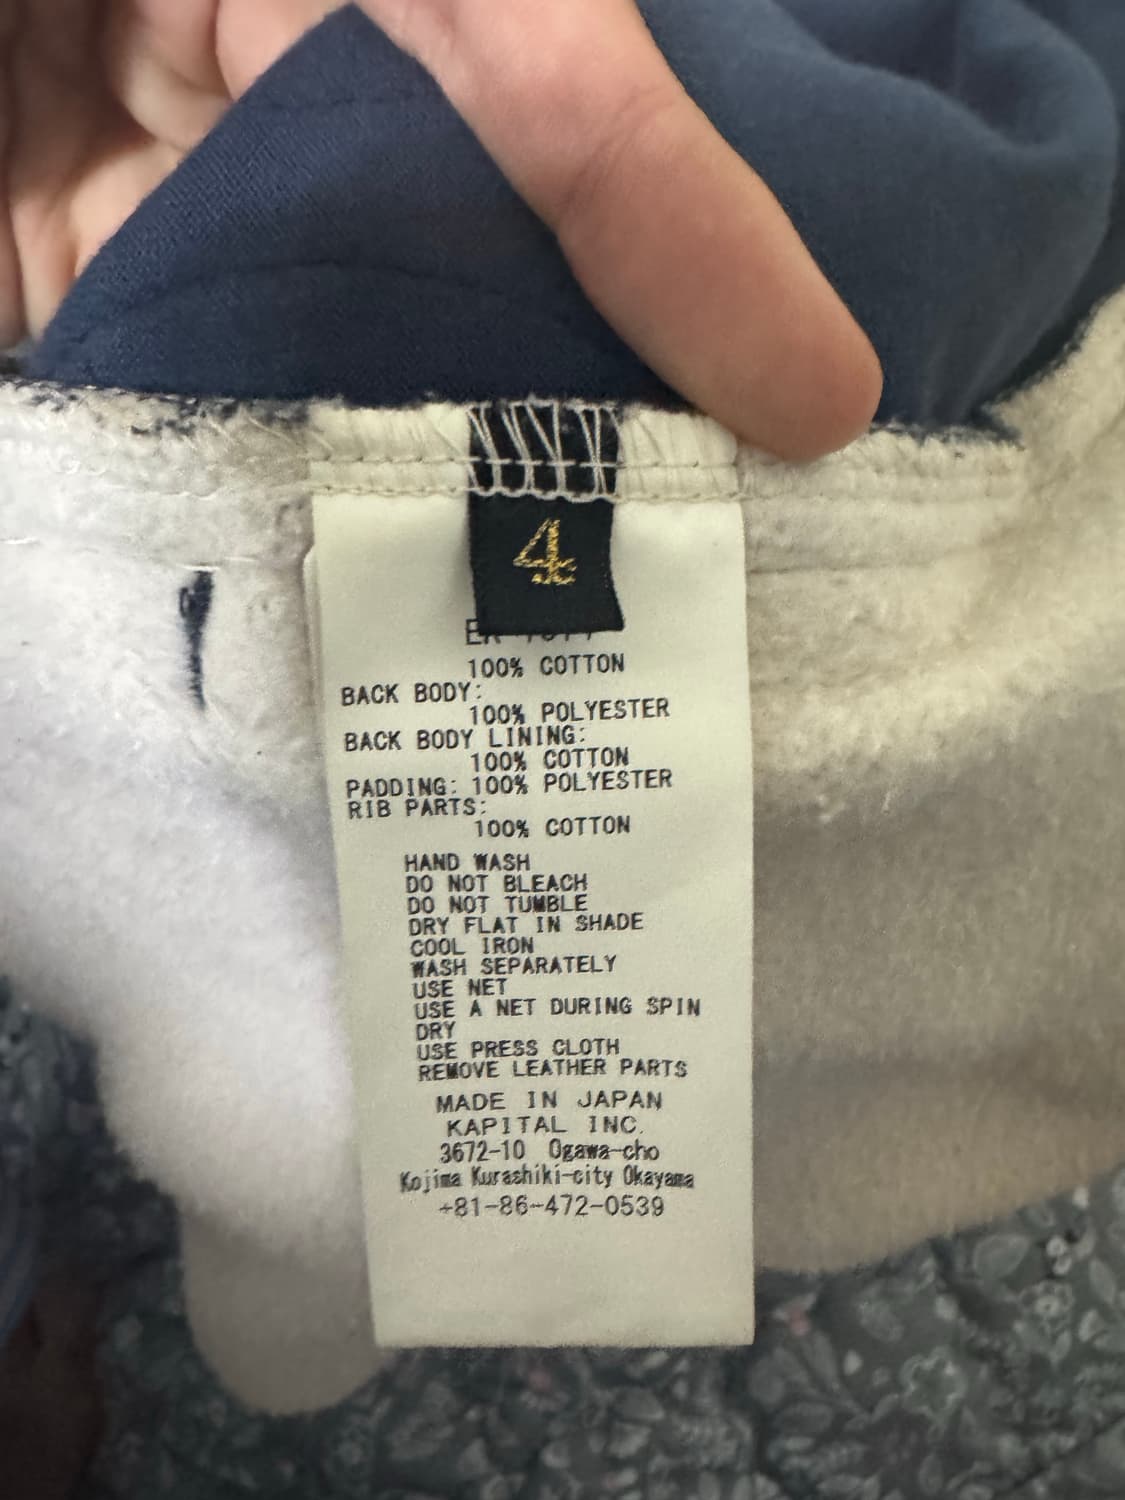 4
100% COTTON
BACK BODY:
100% POLYESTER
BACK BODY LINING:
100% COTTON
PADDING: 100% POLYESTER
RIB PARTS:
100% COTTON
HAND WASH
DO NOT BLEACH
DO NOT TUMBLE
DRY FLAT IN SHADE
COOL IRON
WASH SEPARATELY
USE NET
USE A NET DURING SPIN
DRY
USE PRESS CLOTH
REMOVE LEATHER PARTS
MADE IN JAPAN
KAPITAL INC.
3672-10 Ogawa-cho
Kojima Kurashiki-city Okayama
+81-86-472-0539